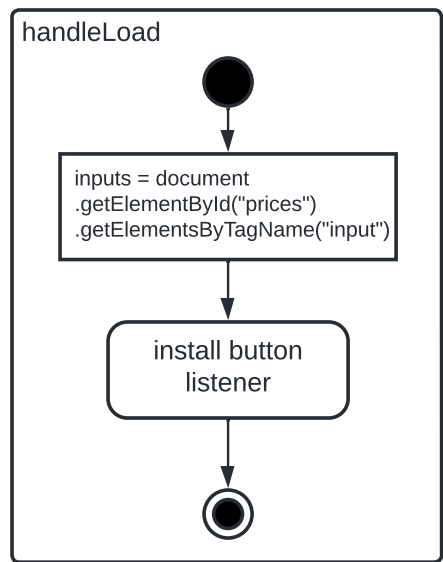 handleLoad
inputs = document
.getElementById("prices")
.getElementsByTagName("input")
install button
listener